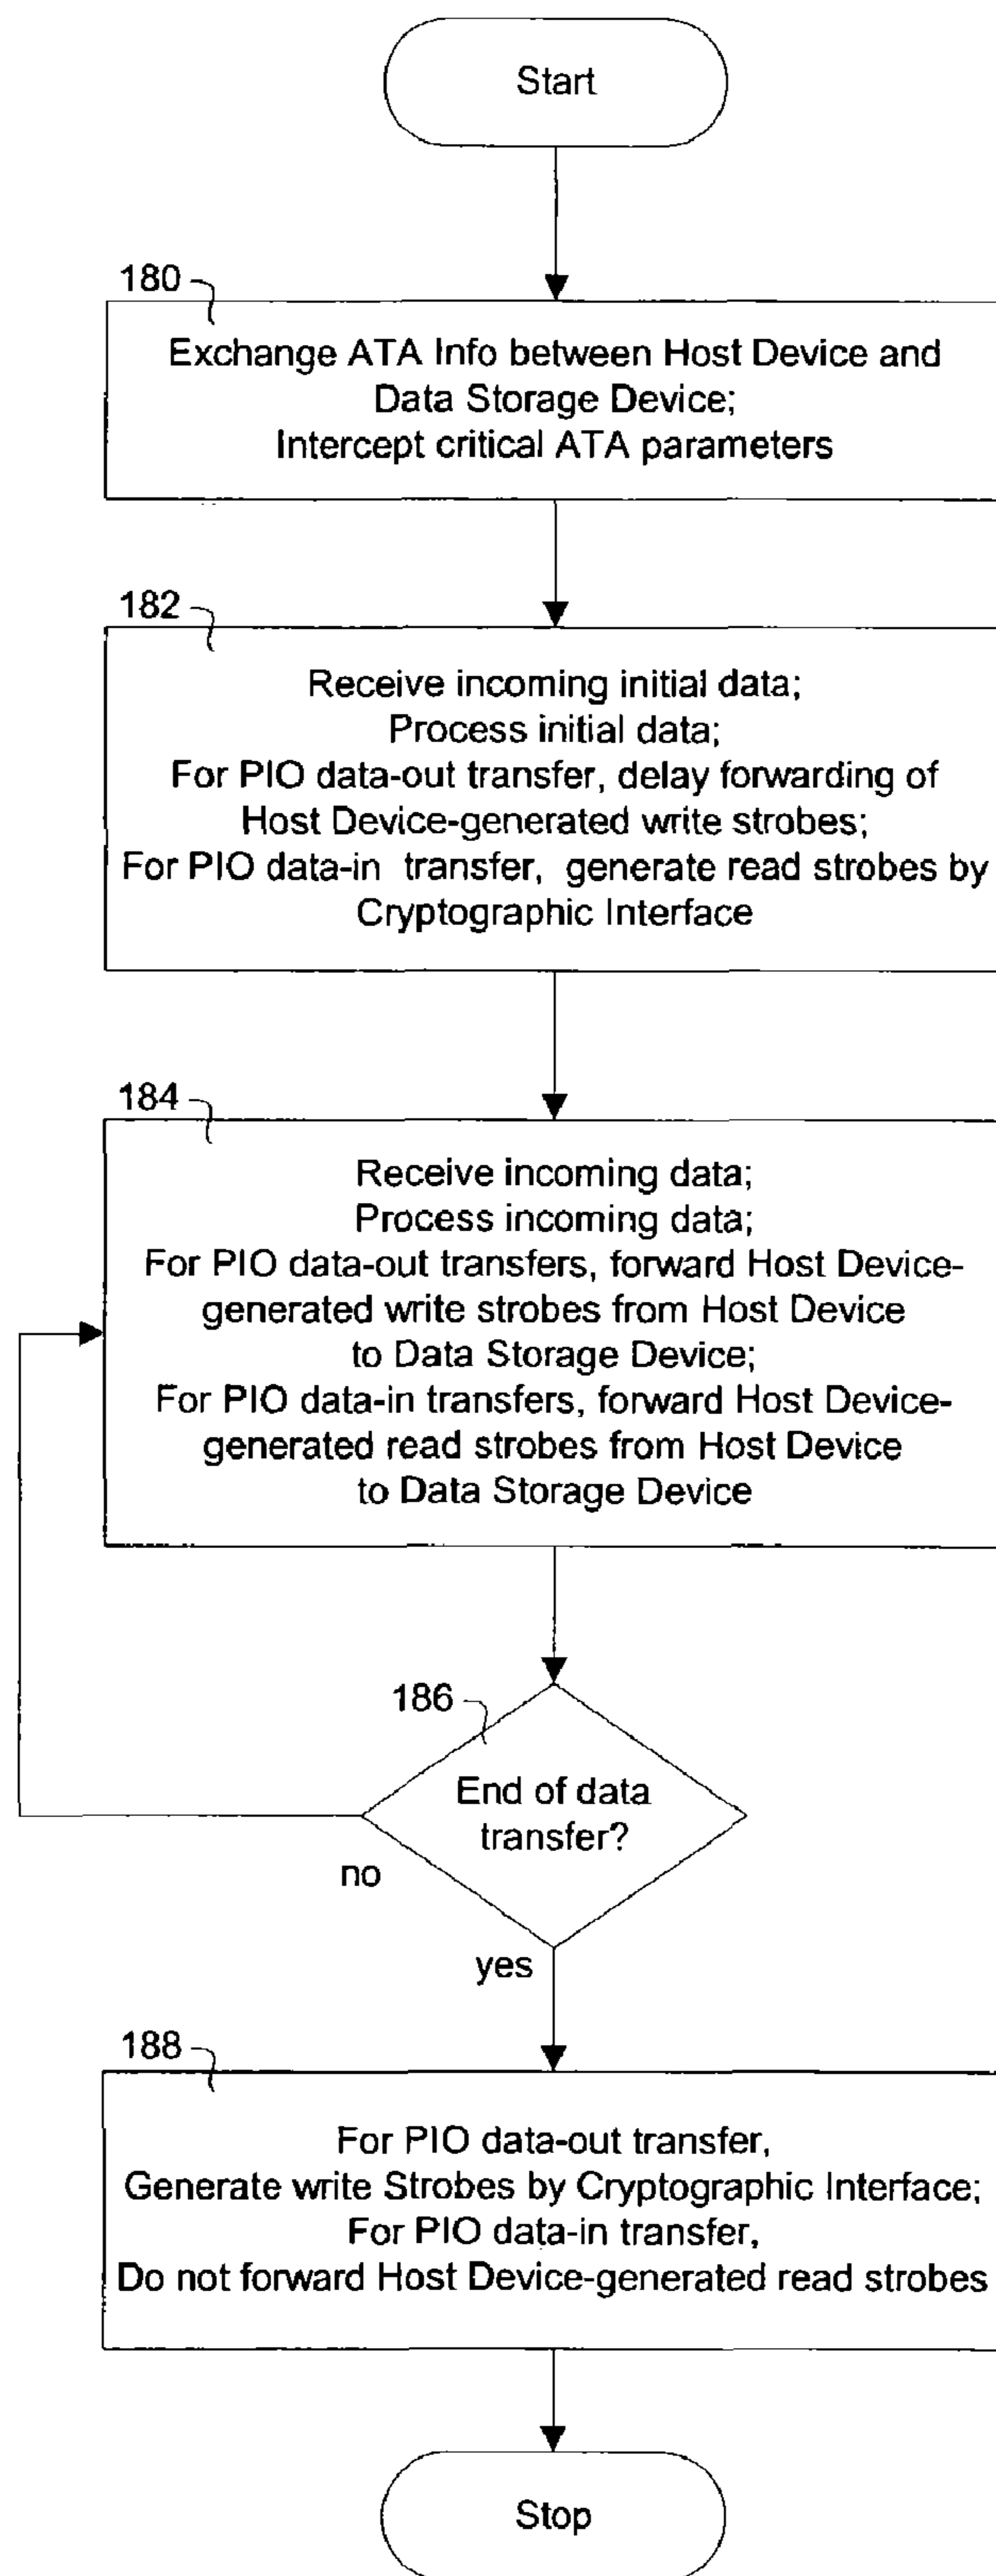 Start
180
Exchange ATA Info between Host Device and
Data Storage Device;
Intercept critical ATA parameters
182
Receive incoming initial data;
Process initial data;
For PIO data-out transfer, delay forwarding of
Host Device-generated write strobes;
For PIO data-in transfer, generate read strobes by
Cryptographic Interface
184
Receive incoming data;
Process incoming data;
For PIO data-out transfers, forward Host Device-
generated write strobes from Host Device
to Data Storage Device;
For PIO data-in transfers, forward Host Device-
generated read strobes from Host Device
to Data Storage Device
186
End of data
transfer?
no
yes
188
For PIO data-out transfer,
Generate write Strobes by Cryptographic Interface;
For PIO data-in transfer,
Do not forward Host Device-generated read strobes
Stop